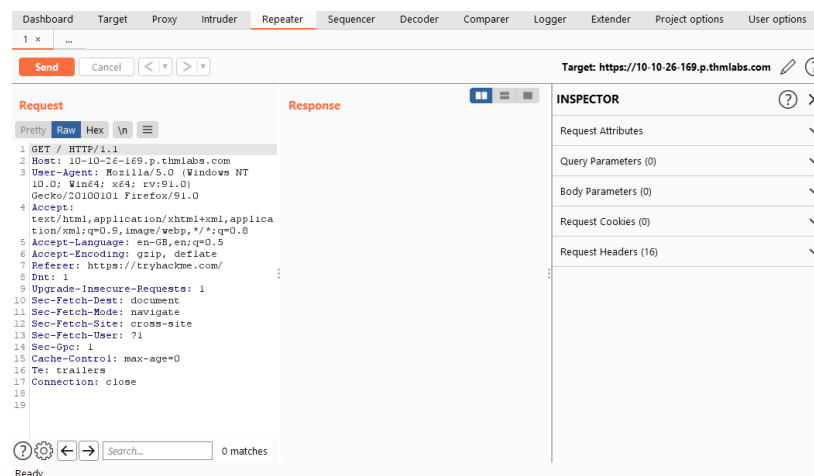 Dashboard Target Proxy Intruder Repeater Sequencer Decoder Comparer Logger Extender Project options User options
1 × ...
Send Cancel < > Target: https://10-10-26-169.p.thmlabs.com
Request
Response
INSPECTOR
Pretty Raw Hex \n
Request Attributes
Query Parameters (0)
Body Parameters (0)
Request Cookies (0)
Request Headers (16)
1 GET / HTTP/1.1
2 Host: 10-10-26-169.p.thmlabs.com
3 User-Agent: Mozilla/5.0 (Windows NT
10.0; Win64; x64; rv:91.0)
Gecko/20100101 Firefox/91.0
4 Accept:
text/html,application/xhtml+xml,applica
tion/xml;q=0.9,image/webp,*/*;q=0.8
5 Accept-Language: en-GB,en;q=0.5
6 Accept-Encoding: gzip, deflate
7 Referer: https://tryhackme.com/
8 Dnt: 1
9 Upgrade-Insecure-Requests: 1
10 Sec-Fetch-Dest: document
11 Sec-Fetch-Mode: navigate
12 Sec-Fetch-Site: cross-site
13 Sec-Fetch-User: ?1
14 Sec-Gpc: 1
15 Cache-Control: max-age=0
16 Te: trailers
17 Connection: close
18
19
Search... 0 matches
Ready